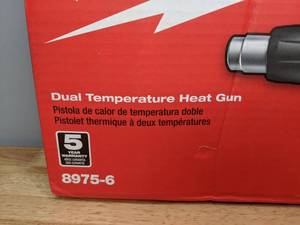 Dual Temperature Heat Gun
Pistola de calor de temperatura doble
Pistolet thermique à deux températures
5
YEAR
WARRANTY
8975-6